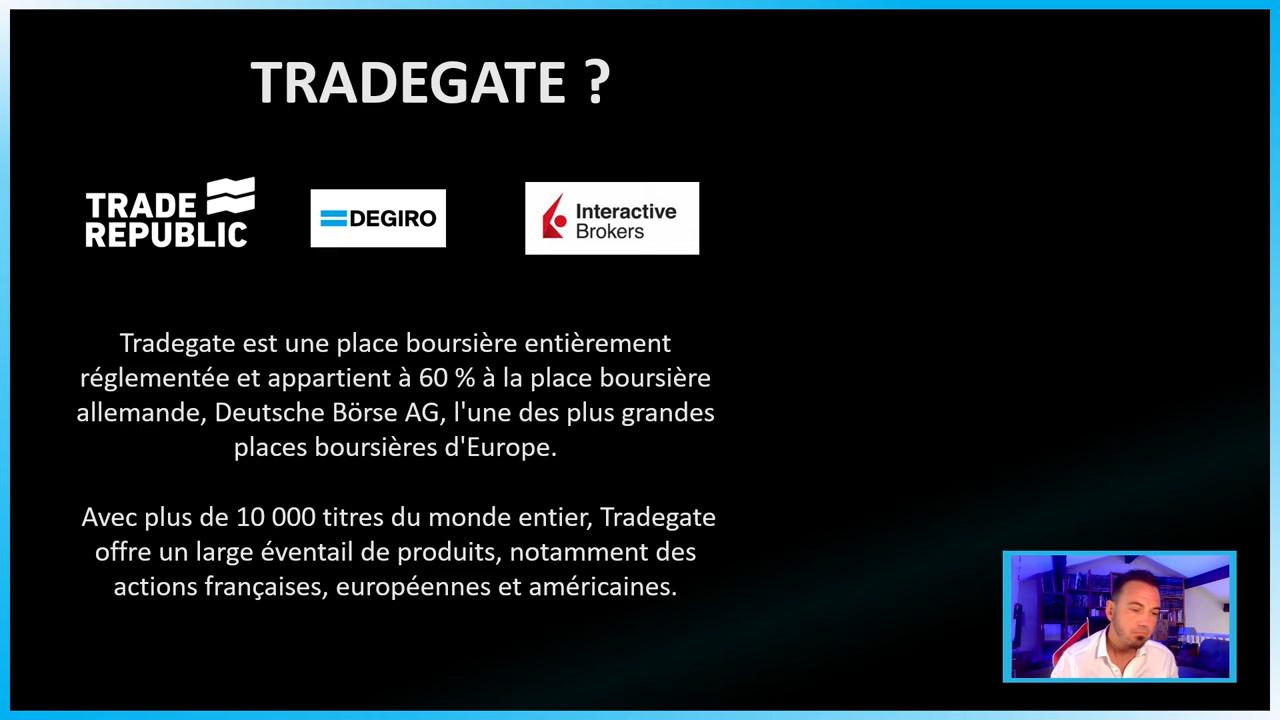 TRADEGATE ?
TRADE
REPUBLIC
DEGIRO
Interactive
Brokers
Tradegate est une place boursière entièrement
réglementée et appartient à 60 % à la place boursière
allemande, Deutsche Börse AG, l'une des plus grandes
places boursières d'Europe.
Avec plus de 10 000 titres du monde entier, Tradegate
offre un large éventail de produits, notamment des
actions françaises, européennes et américaines.